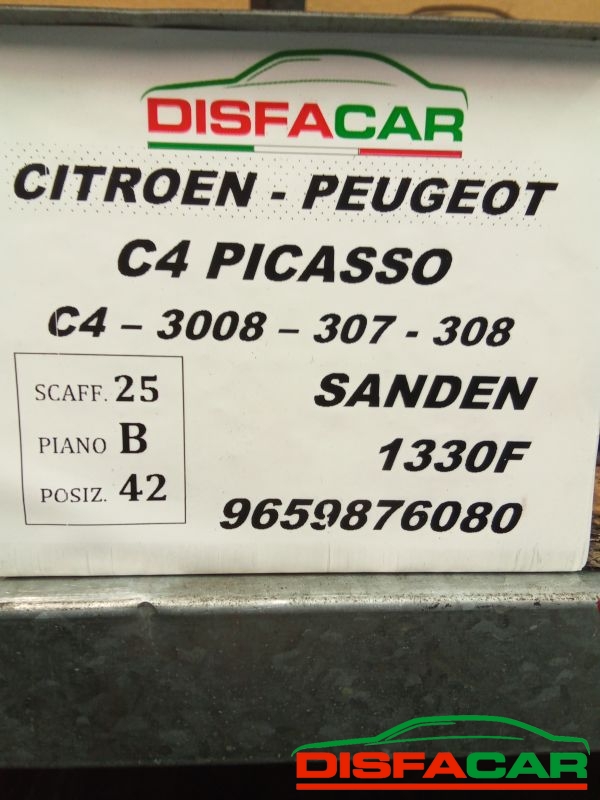 DISFACAR
CITROEN - PEUGEOT
C4 PICASSO
C4 – 3008 – 307 - 308
SCAFF. 25
PIANO B
POSIZ. 42
SANDEN
1330F
9659876080
DISFACAR